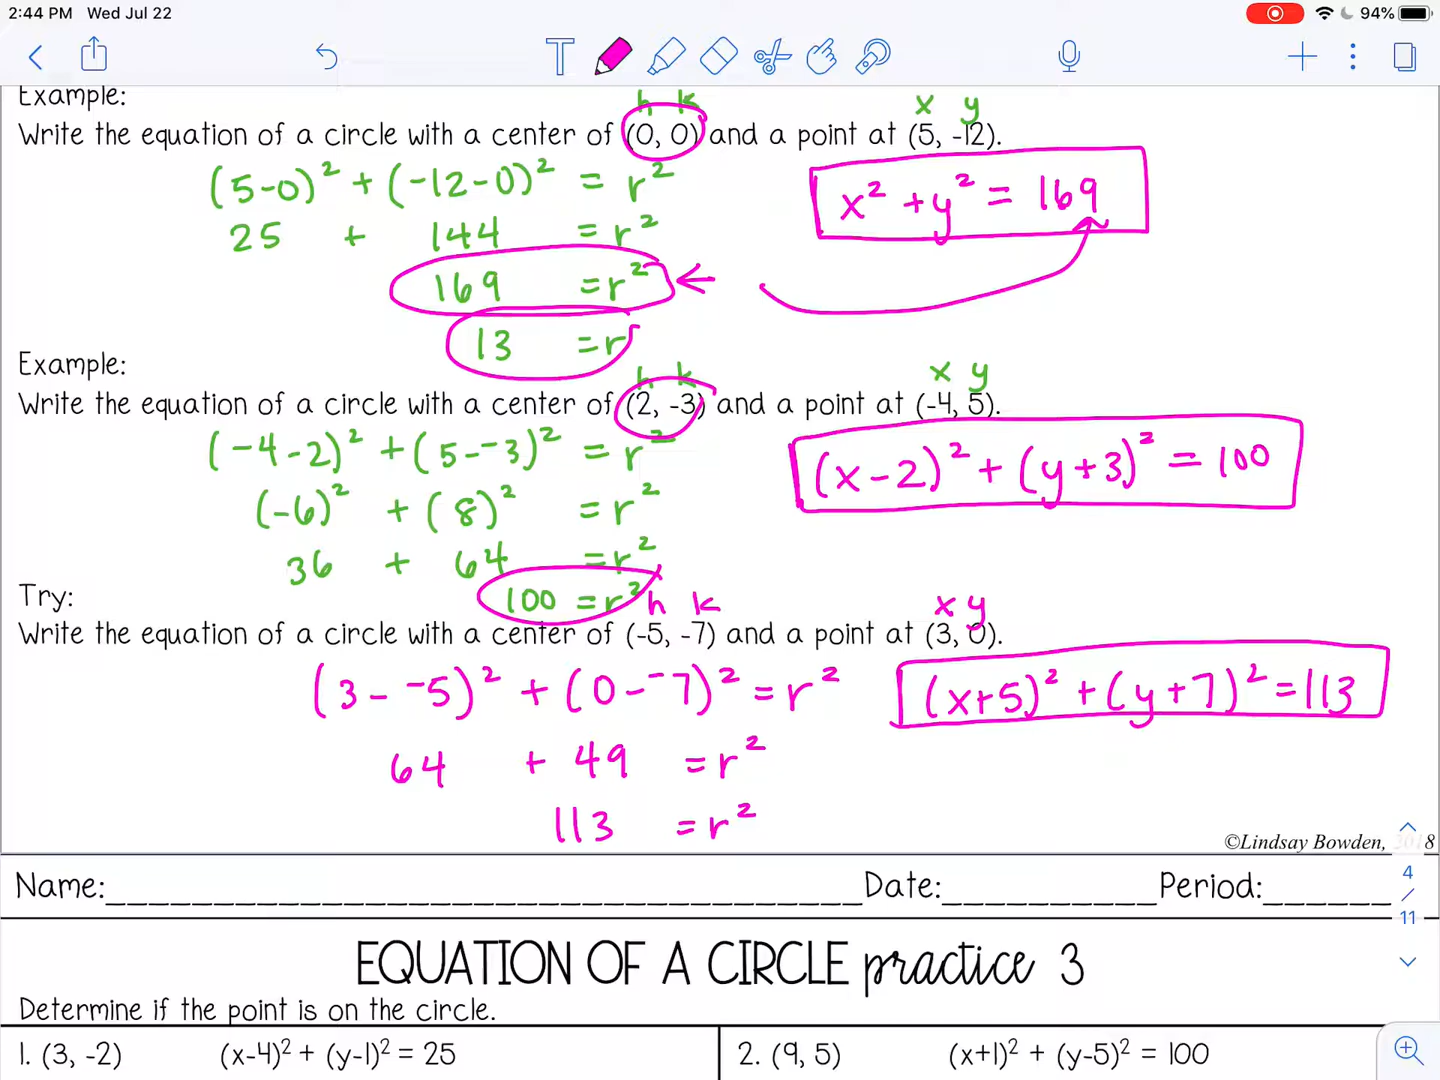 2:44 PM Wed Jul 22 94%
Example:
h k x y
Write the equation of a circle with a center of (0, 0) and a point at (5, -12).
(5-0)² + (-12-0)² = r²
x² + y² = 169
25 + 144 = r²
169 = r²
13 = r
Example:
h k x y
Write the equation of a circle with a center of (2, -3) and a point at (-4, 5).
(-4-2)² + (5--3)² = r²
(x-2)² + (y+3)² = 100
(-6)² + (8)² = r²
36 + 64 = r²
100 = r²
Try:
h k x y
Write the equation of a circle with a center of (-5, -7) and a point at (3, 0).
(3--5)² + (0--7)² = r²
(x+5)² + (y+7)² = 113
64 + 49 = r²
113 = r²
©Lindsay Bowden, 2018
4
/
11
Name:______________________________ Date:__________ Period:______
EQUATION OF A CIRCLE practice 3
Determine if the point is on the circle.
1. (3, -2) (x-4)² + (y-1)² = 25
2. (9, 5) (x+1)² + (y-5)² = 100